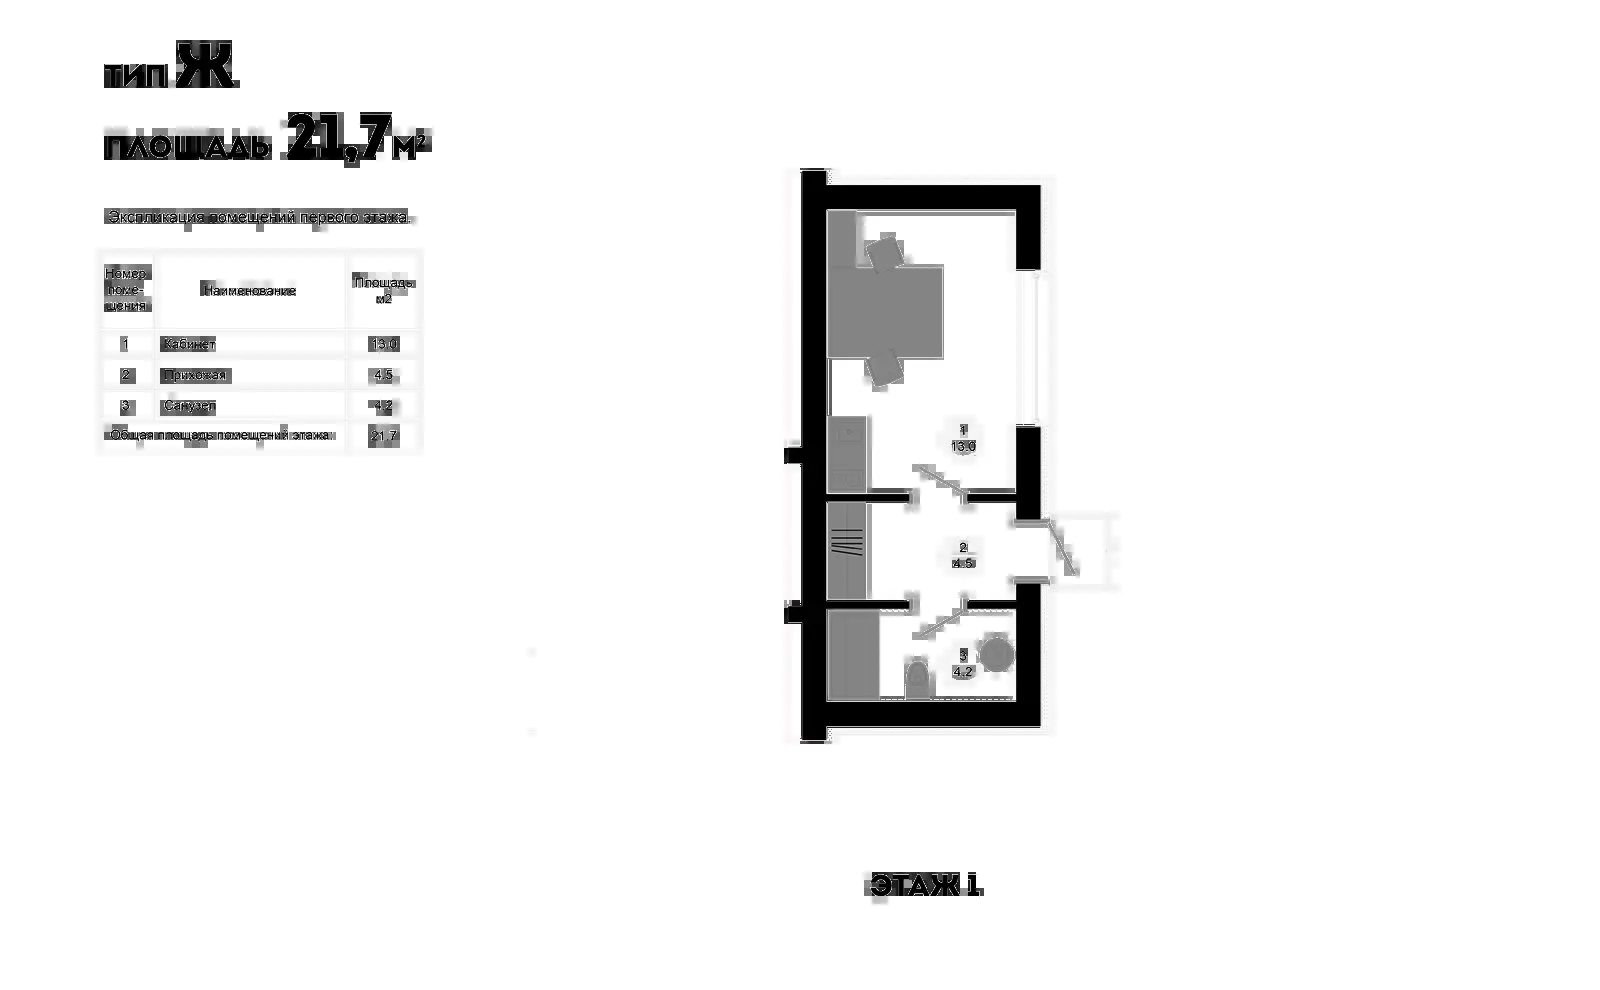 ТИП Ж
ПЛОЩАДЬ 21,7 М²
Экспликация помещений первого этажа.
Номер поме-щения Наименование Площадь м2
1 Кабинет 13.0
2 Прихожая 4.5
3 Санузел 4.2
Общая площадь помещений этажа: 21.7
1
13.0
2
4.5
3
4.2
ЭТАЖ 1